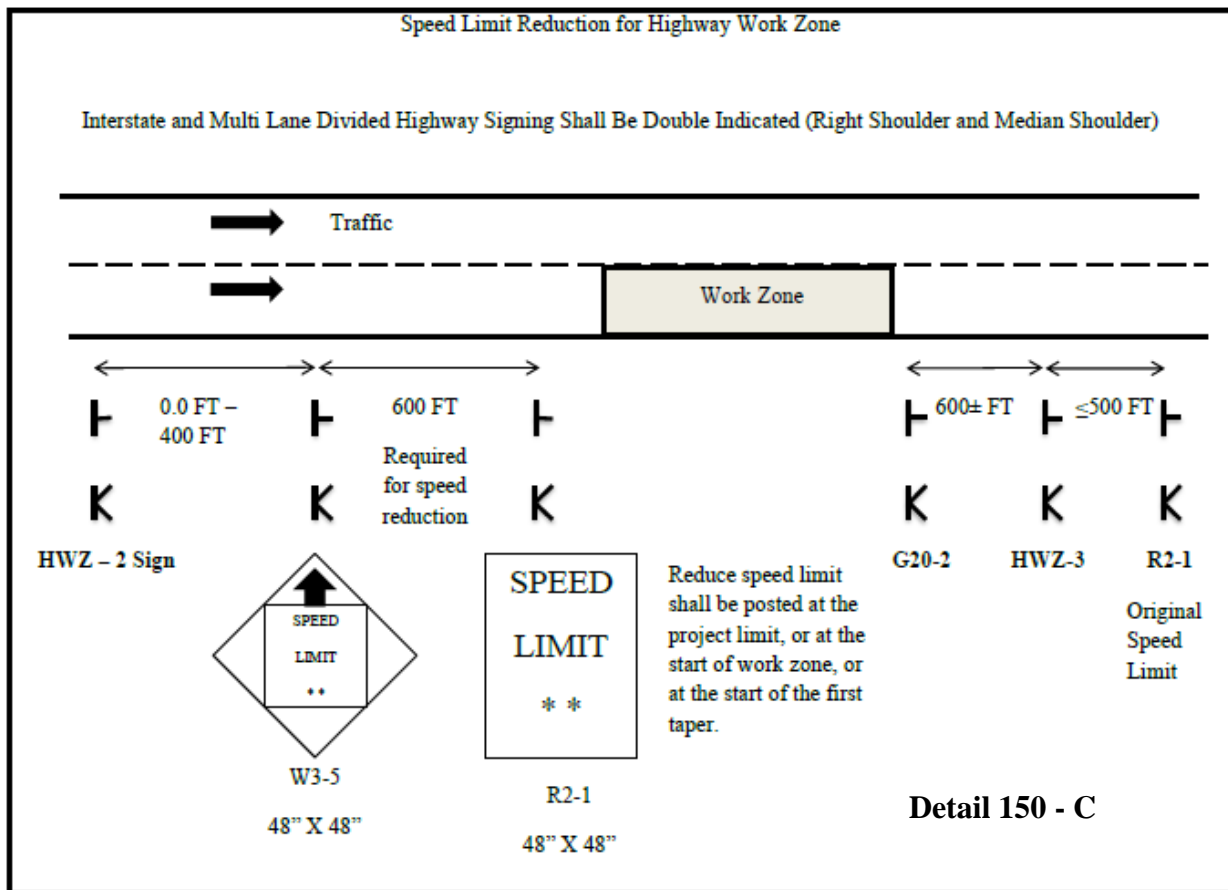 Speed Limit Reduction for Highway Work Zone
Interstate and Multi Lane Divided Highway Signing Shall Be Double Indicated (Right Shoulder and Median Shoulder)
Traffic
Work Zone
0.0 FT –
400 FT
600 FT
Required
for speed
reduction
600± FT
≤500 FT
HWZ – 2 Sign
SPEED
LIMIT
**
W3-5
48” X 48”
SPEED
LIMIT
* *
R2-1
48” X 48”
Reduce speed limit
shall be posted at the
project limit, or at the
start of work zone, or
at the start of the first
taper.
G20-2
HWZ-3
R2-1
Original
Speed
Limit
Detail 150 - C